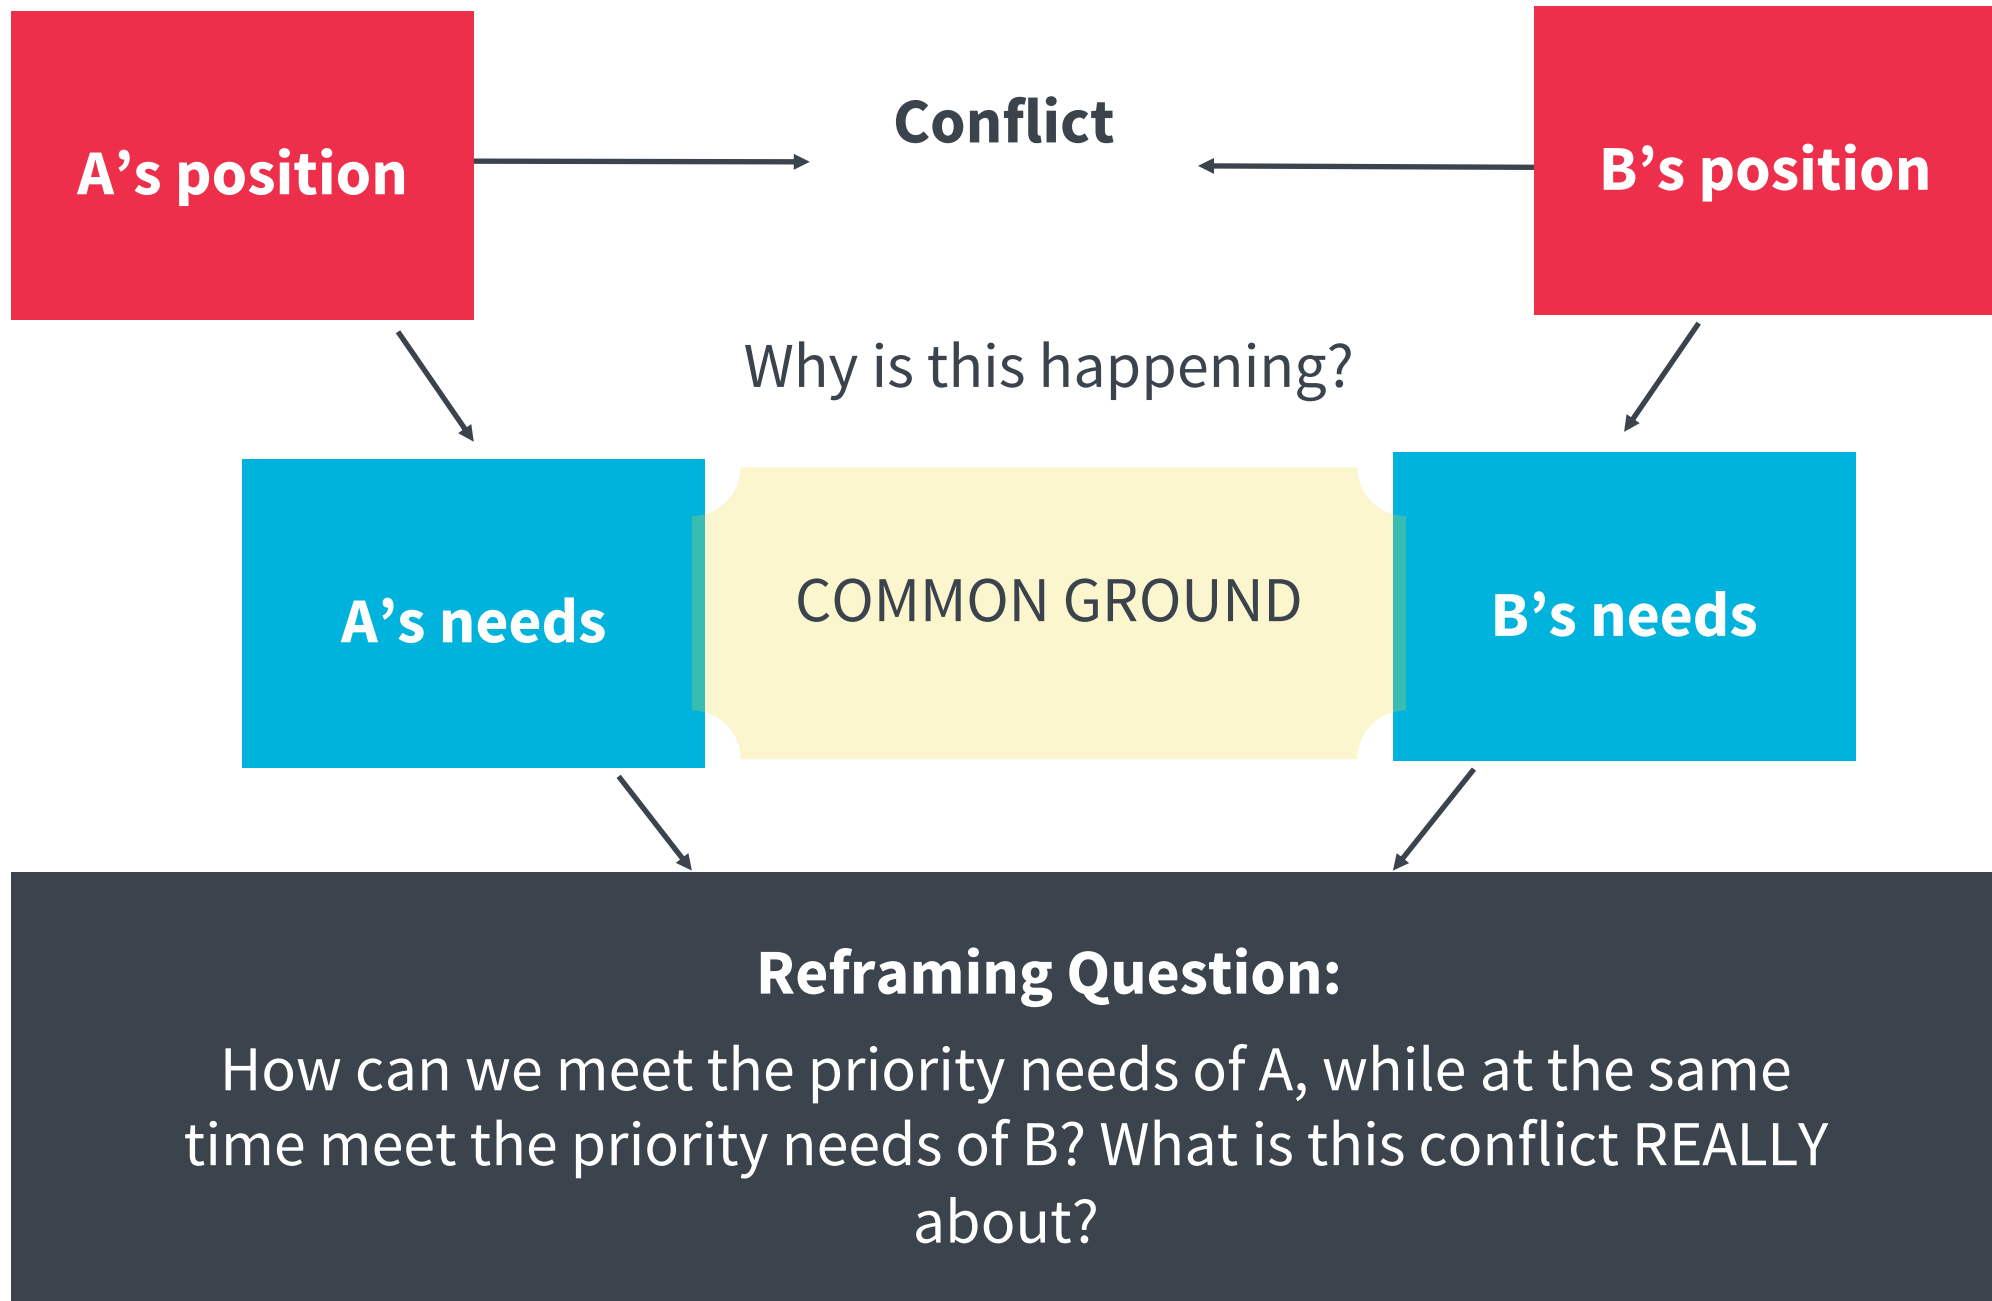 Conflict
A’s position
B’s position
Why is this happening?
COMMON GROUND
A’s needs
B’s needs
Reframing Question:
How can we meet the priority needs of A, while at the same
time meet the priority needs of B? What is this conflict REALLY
about?